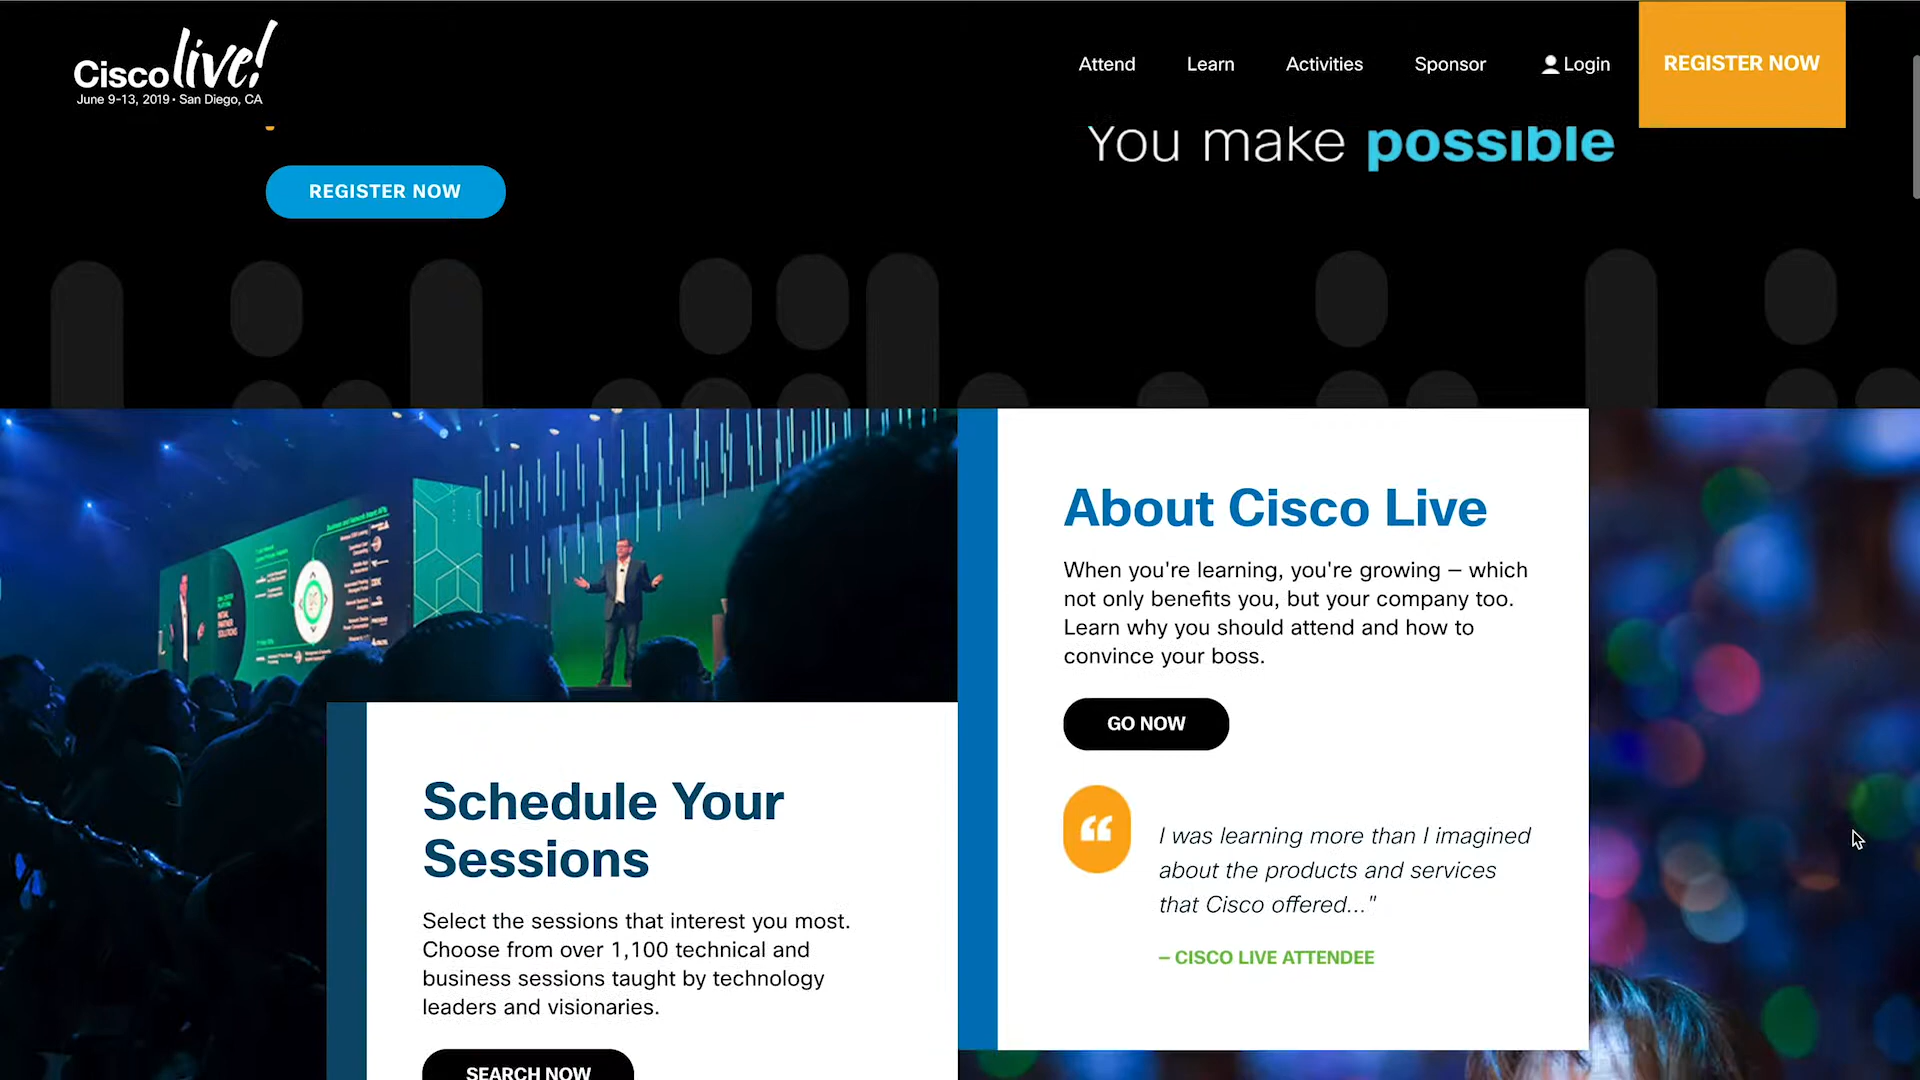 Cisco live!
June 9-13, 2019 • San Diego, CA
Attend
Learn
Activities
Sponsor
Login
REGISTER NOW
You make possible
REGISTER NOW
About Cisco Live
When you're learning, you're growing – which
not only benefits you, but your company too.
Learn why you should attend and how to
convince your boss.
GO NOW
“
I was learning more than I imagined
about the products and services
that Cisco offered..."
– CISCO LIVE ATTENDEE
Schedule Your
Sessions
Select the sessions that interest you most.
Choose from over 1,100 technical and
business sessions taught by technology
leaders and visionaries.
SEARCH NOW